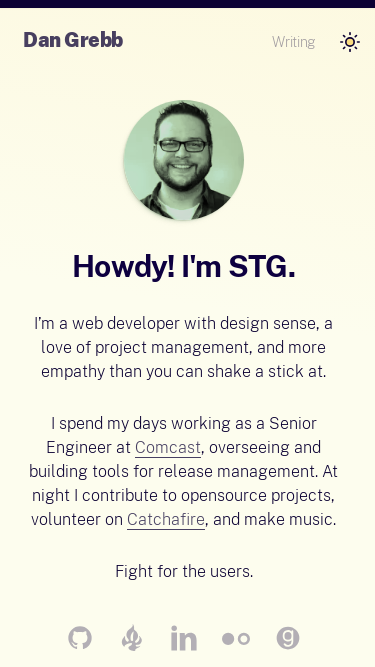 Dan Grebb
Writing
Howdy! I'm STG.
I’m a web developer with design sense, a
love of project management, and more
empathy than you can shake a stick at.
I spend my days working as a Senior
Engineer at Comcast, overseeing and
building tools for release management. At
night I contribute to opensource projects,
volunteer on Catchafire, and make music.
Fight for the users.